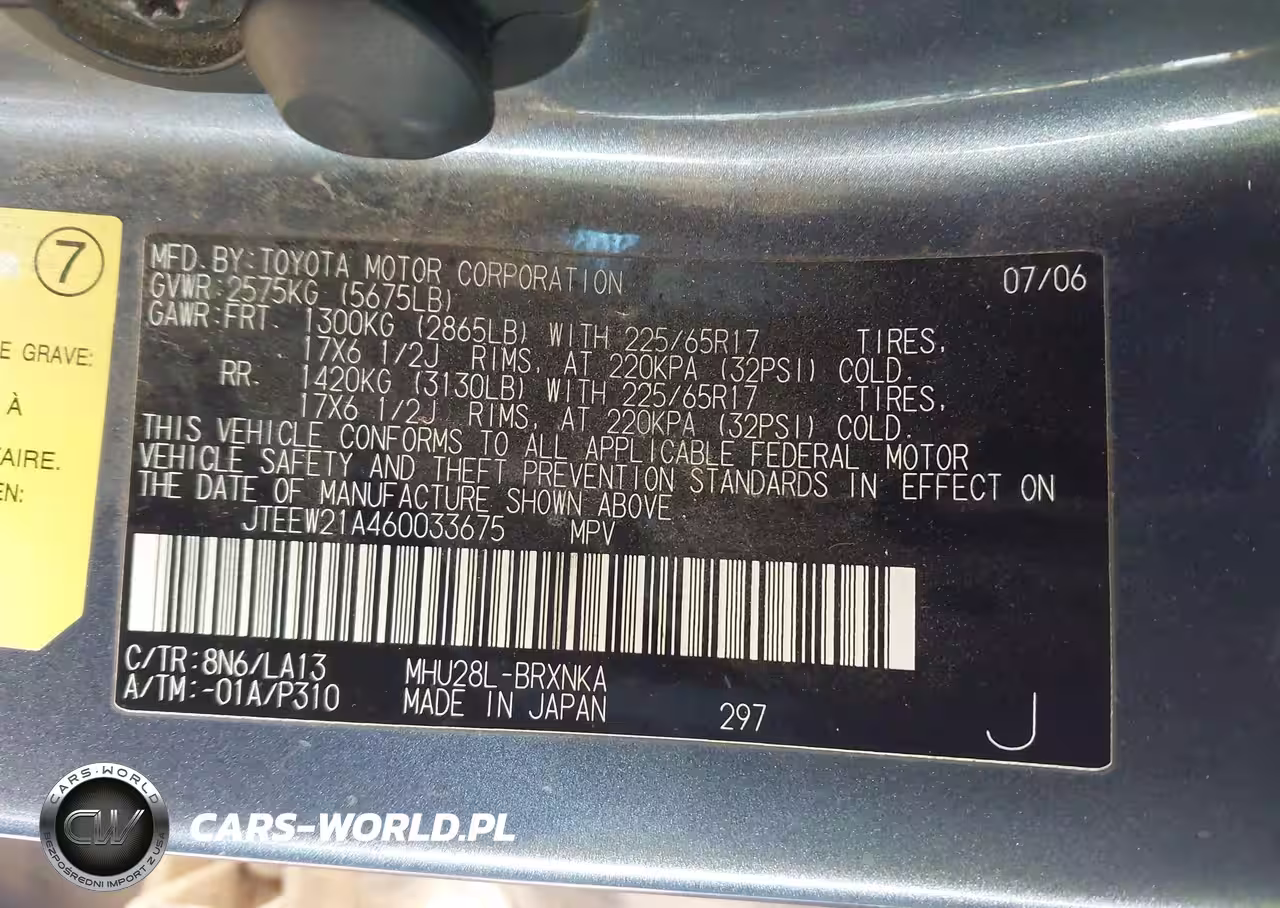 7
E GRAVE:
À
AIRE.
EN:
MFD. BY: TOYOTA MOTOR CORPORATION 07/06
GVWR: 2575KG (5675LB)
GAWR: FRT. 1300KG (2865LB) WITH 225/65R17 TIRES,
17X6 1/2J RIMS, AT 220KPA (32PSI) COLD.
RR. 1420KG (3130LB) WITH 225/65R17 TIRES,
17X6 1/2J RIMS, AT 220KPA (32PSI) COLD.
THIS VEHICLE CONFORMS TO ALL APPLICABLE FEDERAL MOTOR
VEHICLE SAFETY AND THEFT PREVENTION STANDARDS IN EFFECT ON
THE DATE OF MANUFACTURE SHOWN ABOVE.
JTEEW21A460033675 MPV
C/TR: 8N6/LA13 MHU28L-BRXNKA
A/TM: -01A/P310 MADE IN JAPAN 297 J
CARS-WORLD
CW
BEZPOŚREDNI IMPORT Z USA
CARS-WORLD.PL